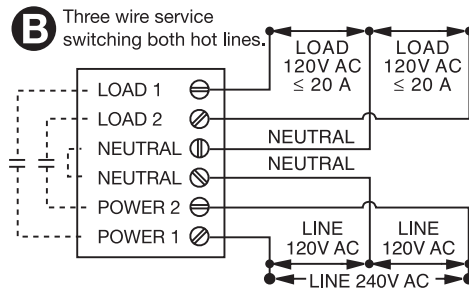 B Three wire service
switching both hot lines.
LOAD
120V AC
≤ 20 A
LOAD
120V AC
≤ 20 A
LOAD 1
LOAD 2
NEUTRAL
NEUTRAL
POWER 2
POWER 1
NEUTRAL
NEUTRAL
LINE
120V AC
LINE
120V AC
LINE 240V AC